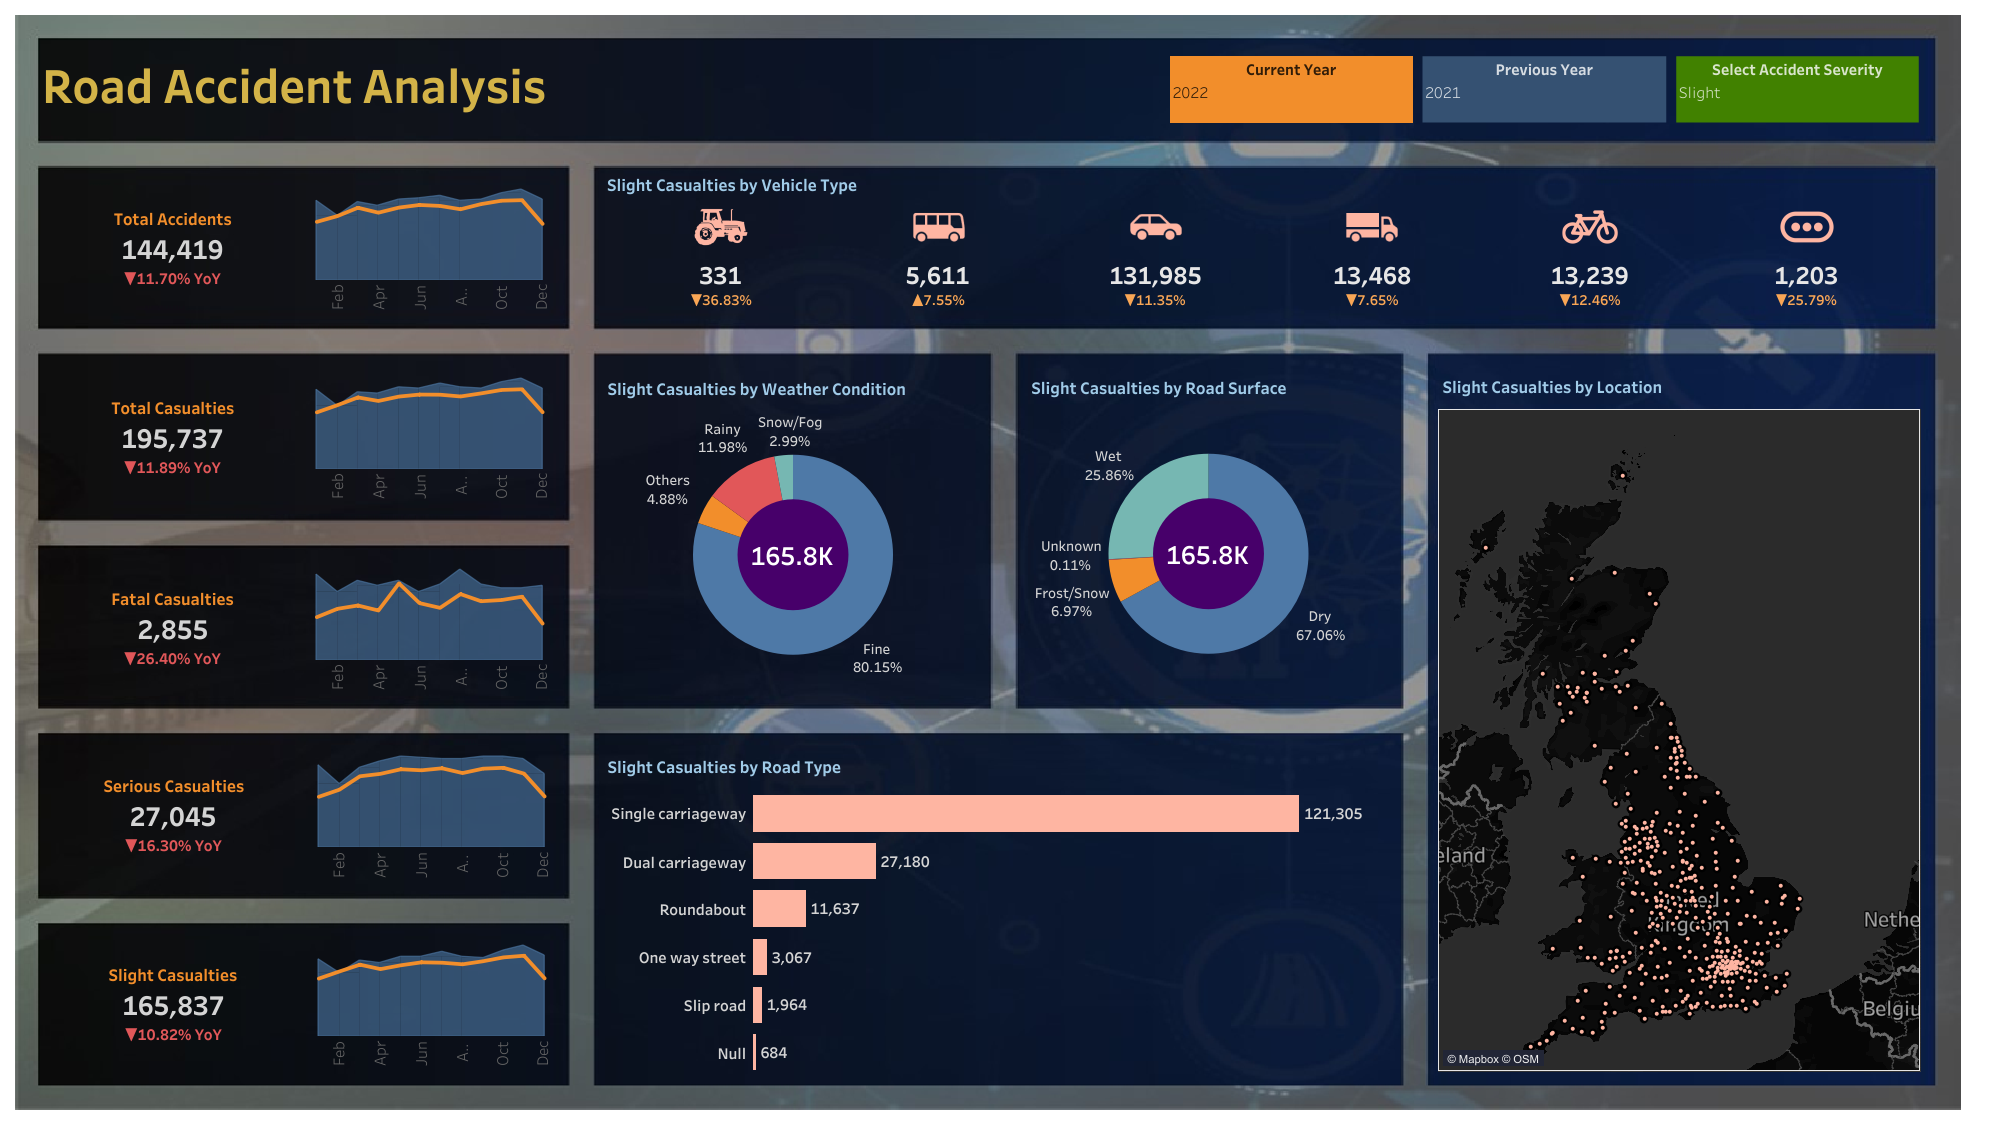 Road Accident Analysis
Current Year
2022
Previous Year
2021
Select Accident Severity
Slight
Total Accidents
144,419
▼11.70% YoY
Feb
Apr
Jun
A..
Oct
Dec
Slight Casualties by Vehicle Type
331
▼36.83%
5,611
▲7.55%
131,985
▼11.35%
13,468
▼7.65%
13,239
▼12.46%
1,203
▼25.79%
Total Casualties
195,737
▼11.89% YoY
Feb
Apr
Jun
A..
Oct
Dec
Fatal Casualties
2,855
▼26.40% YoY
Feb
Apr
Jun
A..
Oct
Dec
Serious Casualties
27,045
▼16.30% YoY
Feb
Apr
Jun
A..
Oct
Dec
Slight Casualties
165,837
▼10.82% YoY
Feb
Apr
Jun
A..
Oct
Dec
Slight Casualties by Weather Condition
Snow/Fog
2.99%
Rainy
11.98%
Others
4.88%
165.8K
Fine
80.15%
Slight Casualties by Road Surface
Wet
25.86%
Unknown
0.11%
Frost/Snow
6.97%
165.8K
Dry
67.06%
Slight Casualties by Road Type
Single carriageway 121,305
Dual carriageway 27,180
Roundabout 11,637
One way street 3,067
Slip road 1,964
Null 684
Slight Casualties by Location
eland
United
Kingdom
Nethe
Belgiu
© Mapbox © OSM